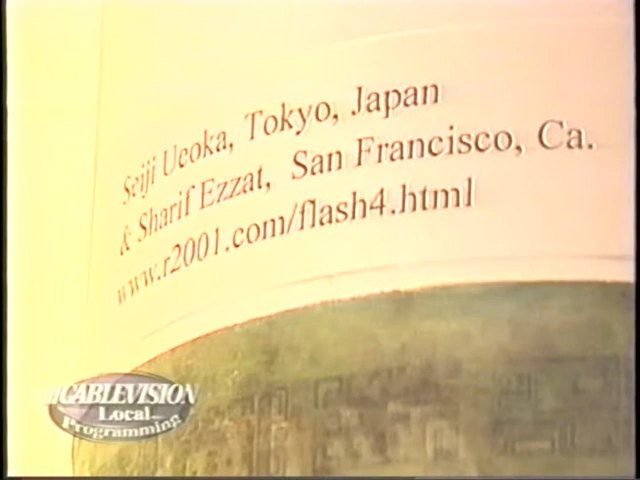 Seiji Ueoka, Tokyo, Japan
& Sharif Ezzat, San Francisco, Ca.
www.r2001.com/flash4.html
CABLEVISION
Local
Programming